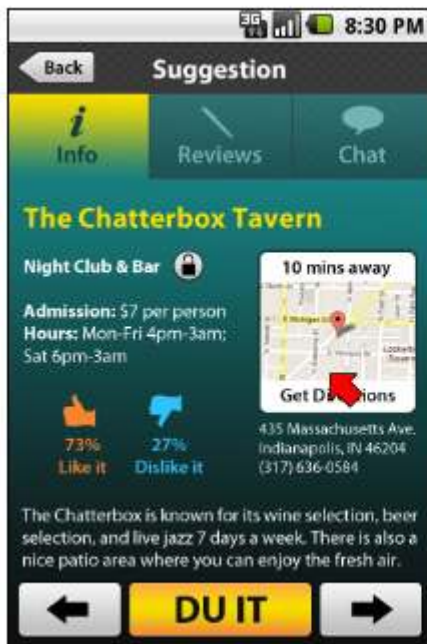 3G 8:30 PM
Back Suggestion
i
Info Reviews Chat
The Chatterbox Tavern
Night Club & Bar
10 mins away
Admission: $7 per person
Hours: Mon-Fri 4pm-3am;
Sat 6pm-3am
Get
73% 27%
Like it Dislike it
435 Massachusetts Ave.
Indianapolis, IN 46204
(317) 636-0584
The Chatterbox is known for its wine selection, beer
selection, and live jazz 7 days a week. There is also a
nice patio area where you can enjoy the fresh air.
DU IT